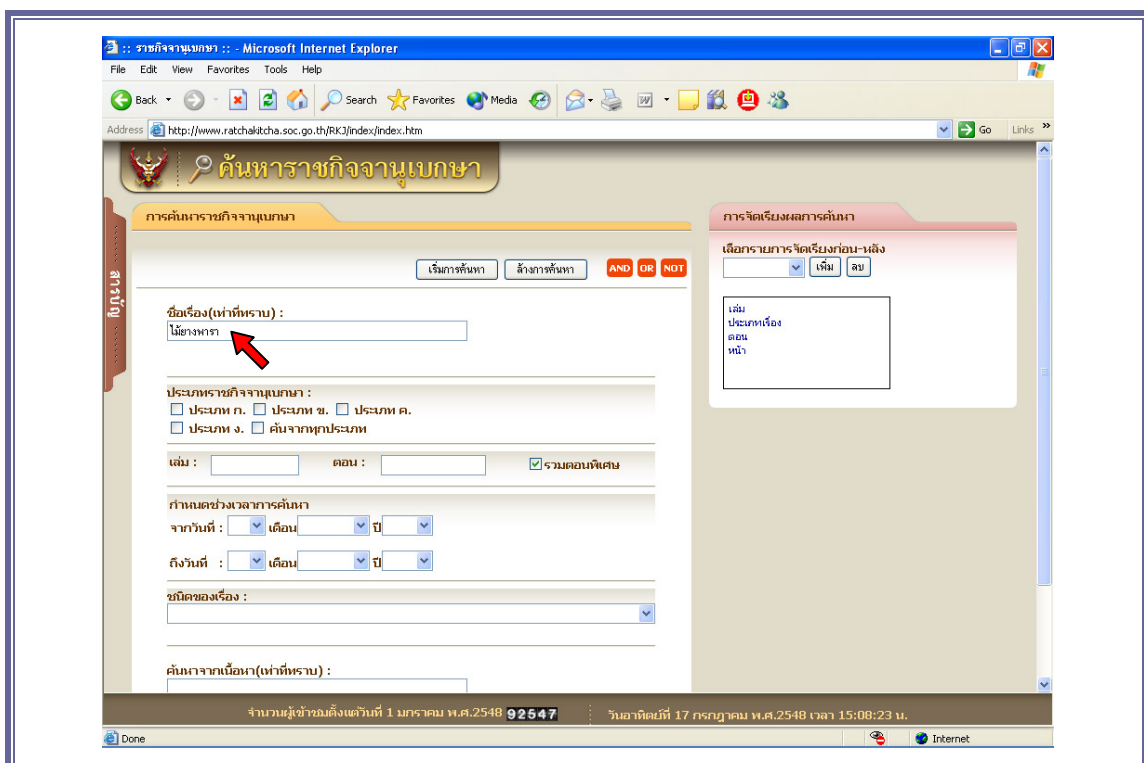 :: ราชกิจจานุเบกษา :: - Microsoft Internet Explorer
File Edit View Favorites Tools Help
Back Search Favorites Media
Address http://www.ratchakitcha.soc.go.th/RKJ/index/index.htm Go Links »
ค้นหาราชกิจจานุเบกษา
สารบัญ
การค้นหาราชกิจจานุเบกษา
เริ่มการค้นหา ล้างการค้นหา AND OR NOT
ชื่อเรื่อง(เท่าที่ทราบ) :
ไม้ยางพารา
ประเภทราชกิจจานุเบกษา :
ประเภท ก. ประเภท ข. ประเภท ค.
ประเภท ง. ค้นจากทุกประเภท
เล่ม : ตอน : รวมตอนพิเศษ
กำหนดช่วงเวลาการค้นหา
จากวันที่ : เดือน ปี
ถึงวันที่ : เดือน ปี
ชนิดของเรื่อง :
ค้นหาจากเนื้อหา(เท่าที่ทราบ) :
การจัดเรียงผลการค้นหา
เลือกรายการจัดเรียงก่อน-หลัง
เพิ่ม ลบ
เล่ม
ประเภทเรื่อง
ตอน
หน้า
จำนวนผู้เข้าชมตั้งแต่วันที่ 1 มกราคม พ.ศ.2548 92547 วันอาทิตย์ที่ 17 กรกฎาคม พ.ศ.2548 เวลา 15:08:23 น.
Done Internet